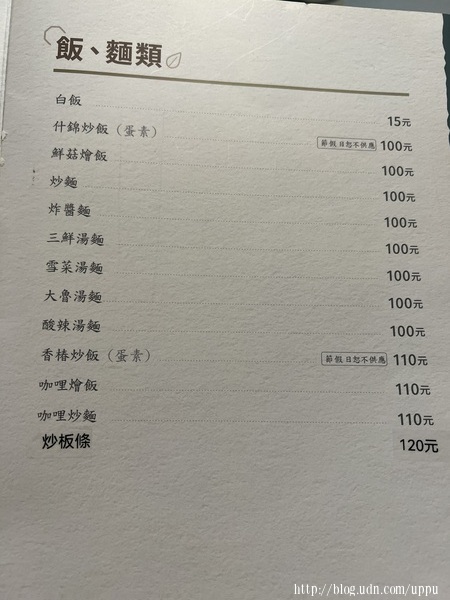 飯、麵類
白飯 15元
什錦炒飯（蛋素） 節假日恕不供應 100元
鮮菇燴飯 100元
炒麵 100元
炸醬麵 100元
三鮮湯麵 100元
雪菜湯麵 100元
大魯湯麵 100元
酸辣湯麵 100元
香椿炒飯（蛋素） 節假日恕不供應 110元
咖哩燴飯 110元
咖哩炒麵 110元
炒板條 120元
http://blog.udn.com/uppu